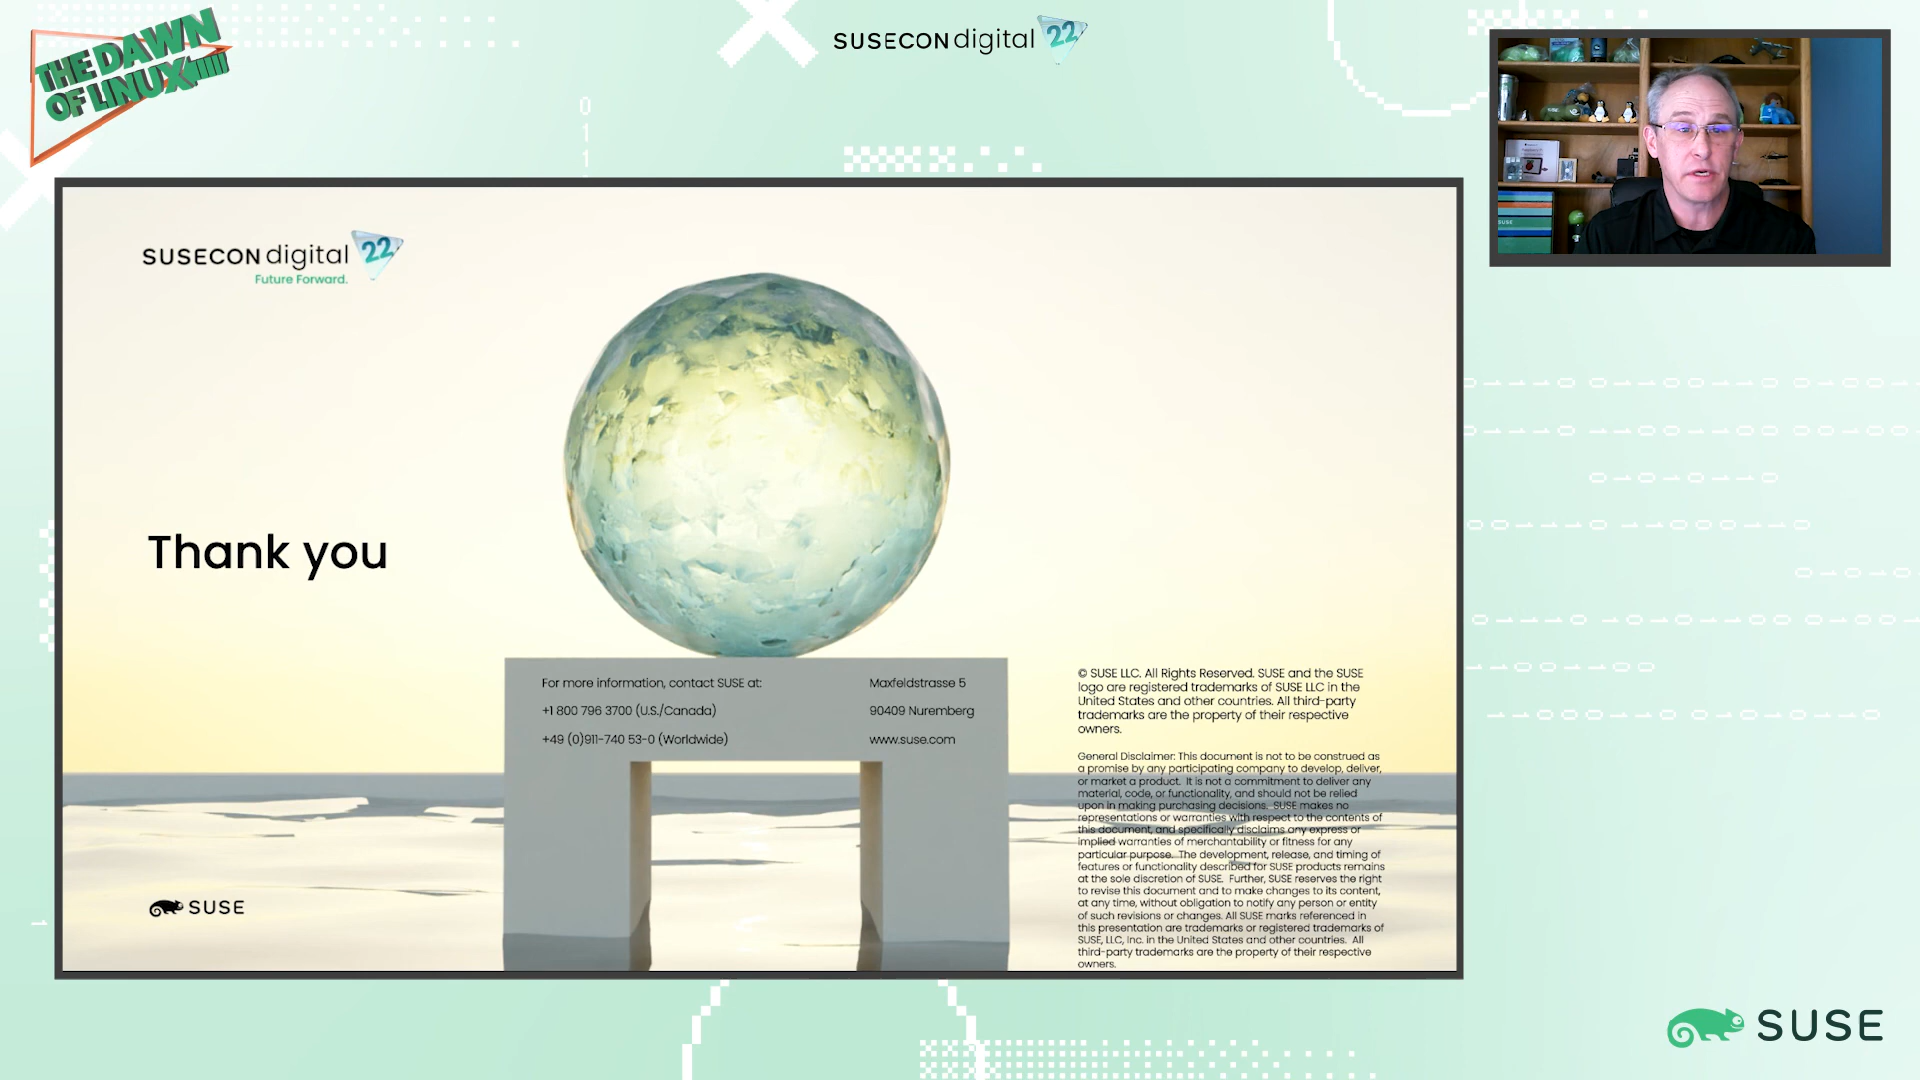 THE DAWN
OF LINUX
SUSECON digital 22
0
1
1
SUSECON digital 22
Future Forward.
Thank you
For more information, contact SUSE at:
+1 800 796 3700 (U.S./Canada)
+49 (0)911-740 53-0 (Worldwide)
Maxfeldstrasse 5
90409 Nuremberg
www.suse.com
© SUSE LLC. All Rights Reserved. SUSE and the SUSE
logo are registered trademarks of SUSE LLC in the
United States and other countries. All third-party
trademarks are the property of their respective
owners.
General Disclaimer: This document is not to be construed as
a promise by any participating company to develop, deliver,
or market a product. It is not a commitment to deliver any
material, code, or functionality, and should not be relied
upon in making purchasing decisions. SUSE makes no
representations or warranties with respect to the contents of
this document, and specifically disclaims any express or
implied warranties of merchantability or fitness for any
particular purpose. The development, release, and timing of
features or functionality described for SUSE products remains
at the sole discretion of SUSE. Further, SUSE reserves the right
to revise this document and to make changes to its content,
at any time, without obligation to notify any person or entity
of such revisions or changes. All SUSE marks referenced in
this presentation are trademarks or registered trademarks of
SUSE, LLC, Inc. in the United States and other countries. All
third-party trademarks are the property of their respective
owners.
SUSE
SUSE
SUSE